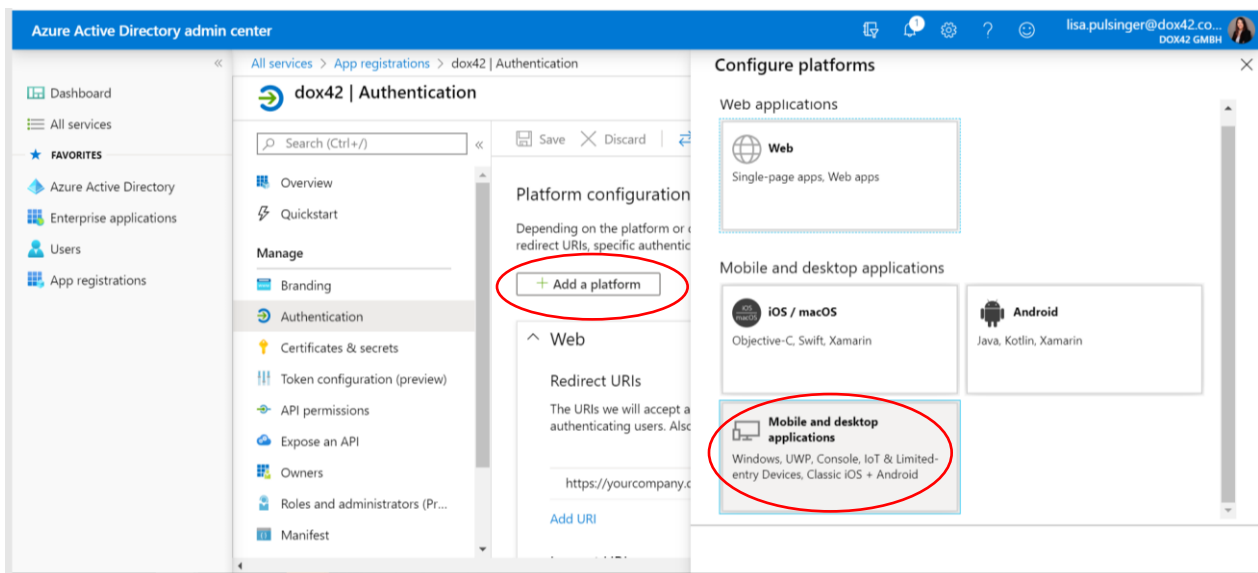 Azure Active Directory admin center
1
lisa.pulsinger@dox42.co...
DOX42 GMBH
«
Dashboard
All services
FAVORITES
Azure Active Directory
Enterprise applications
Users
App registrations
All services > App registrations > dox42 | Authentication
dox42 | Authentication
Search (Ctrl+/)
«
Overview
Quickstart
Manage
Branding
Authentication
Certificates & secrets
Token configuration (preview)
API permissions
Expose an API
Owners
Roles and administrators (Pr...
Manifest
Save Discard
Platform configuration
Depending on the platform or
redirect URIs, specific authentic
+ Add a platform
Web
Redirect URIs
The URIs we will accept a
authenticating users. Also
https://yourcompany.c
Add URI
Configure platforms
Web applications
Web
Single-page apps, Web apps
Mobile and desktop applications
iOS / macOS
Objective-C, Swift, Xamarin
Android
Java, Kotlin, Xamarin
Mobile and desktop
applications
Windows, UWP, Console, IoT & Limited-
entry Devices, Classic iOS + Android